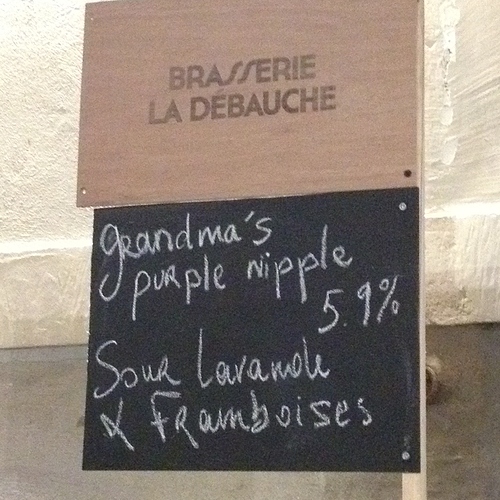 BRASSERIE
LA DÉBAUCHE
grandma's
purple nipple
5.9%
Sour Lavande
& Framboises